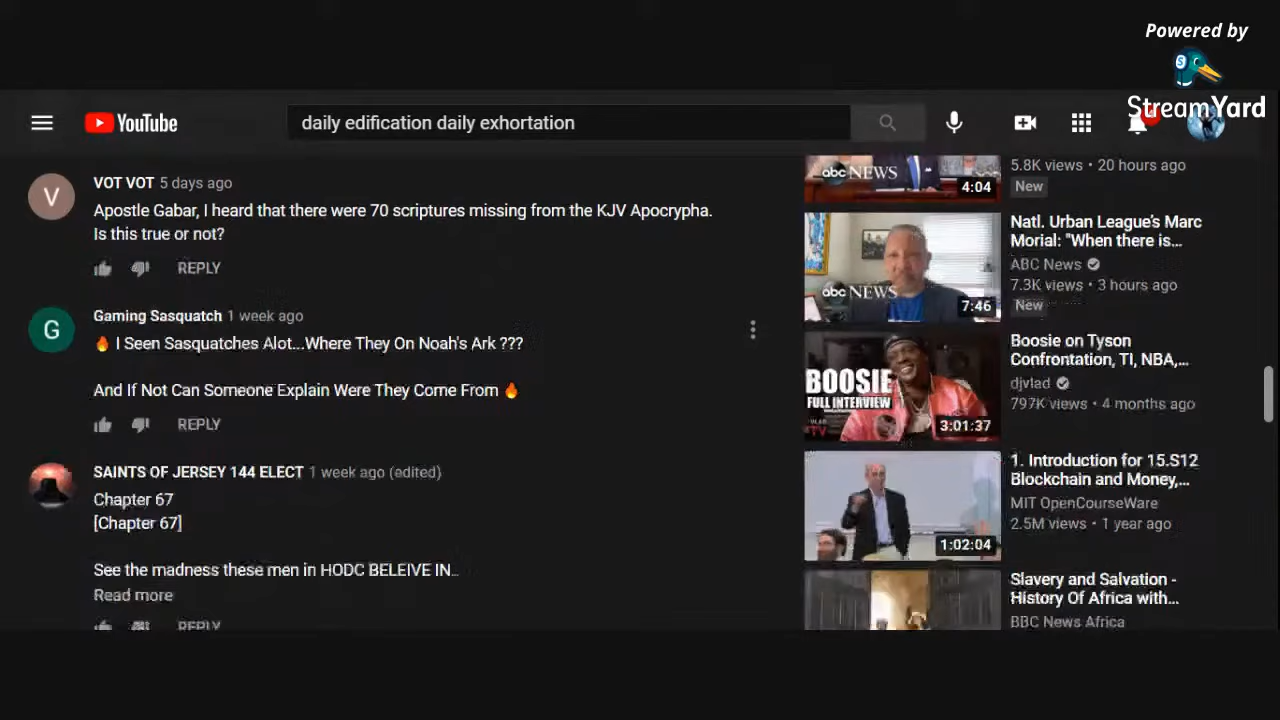 Powered by
StreamYard
YouTube
daily edification daily exhortation
VOT VOT 5 days ago
Apostle Gabar, I heard that there were 70 scriptures missing from the KJV Apocrypha.
Is this true or not?
REPLY
G
Gaming Sasquatch 1 week ago
🔥 I Seen Sasquatches Alot...Where They On Noah's Ark ???
And If Not Can Someone Explain Were They Come From 🔥
REPLY
SAINTS OF JERSEY 144 ELECT 1 week ago (edited)
Chapter 67
[Chapter 67]
See the madness these men in HODC BELEIVE IN..
Read more
REPLY
V
abc NEWS
4:04
5.8K views • 20 hours ago
New
abc NEWS
7:46
Natl. Urban League's Marc
Morial: "When there is...
ABC News
7.3K views • 3 hours ago
New
BOOSIE
FULL INTERVIEW
TV
3:01:37
Boosie on Tyson
Confrontation, TI, NBA,...
djvlad
797K views • 4 months ago
1:02:04
1. Introduction for 15.S12
Blockchain and Money,...
MIT OpenCourseWare
2.5M views • 1 year ago
Slavery and Salvation -
History Of Africa with...
BBC News Africa